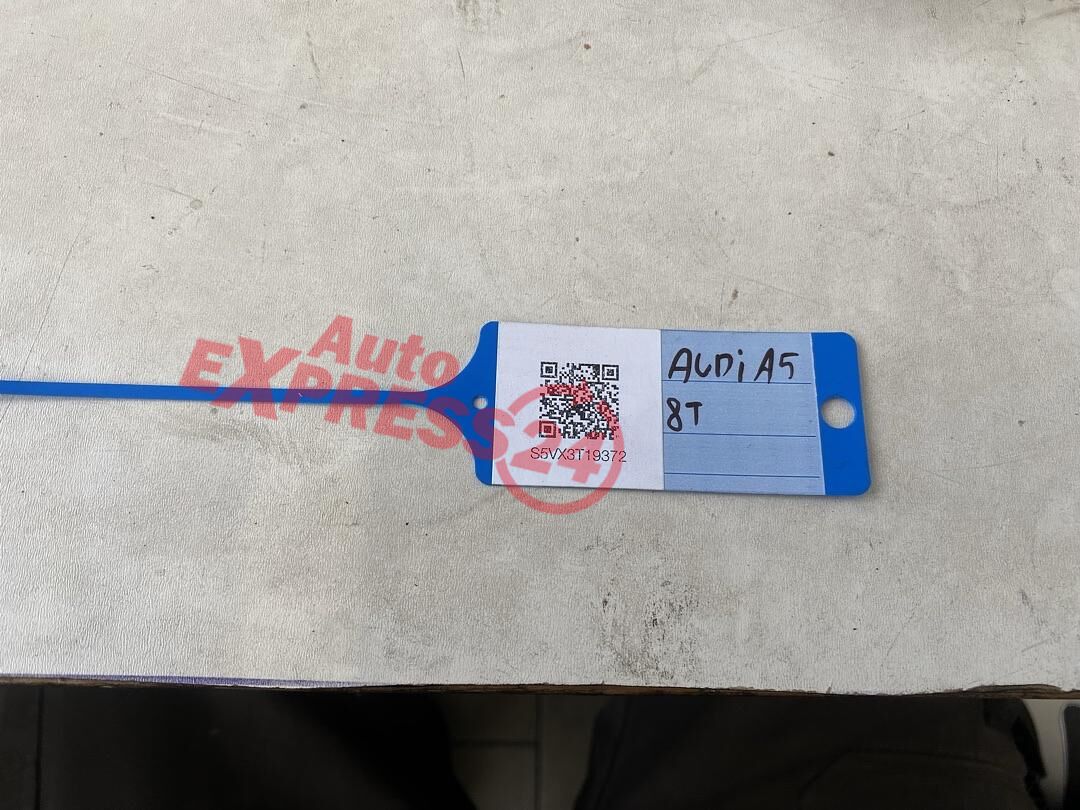 Auto
EXPRESS24
S5VX3T19372
AUDi A5
8T